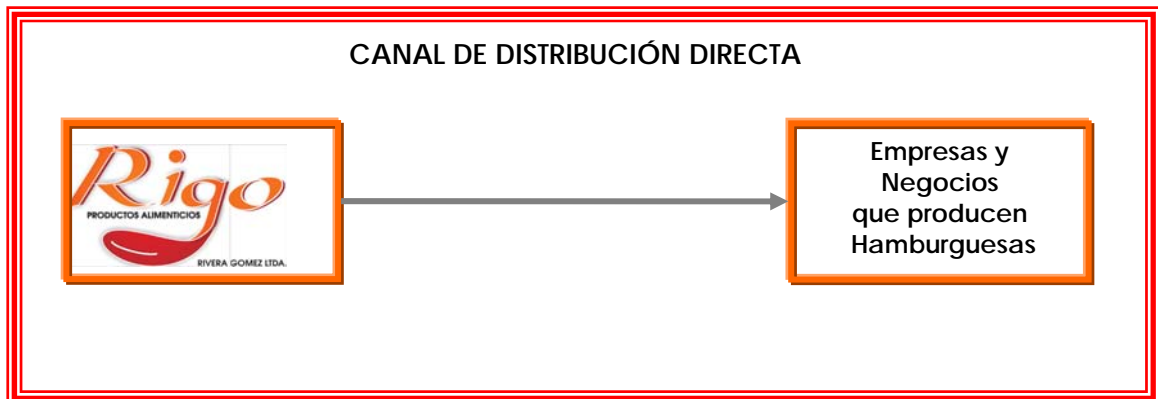 CANAL DE DISTRIBUCIÓN DIRECTA
Rigo
PRODUCTOS ALIMENTICIOS
RIVERA GOMEZ LTDA.
Empresas y
Negocios
que producen
Hamburguesas